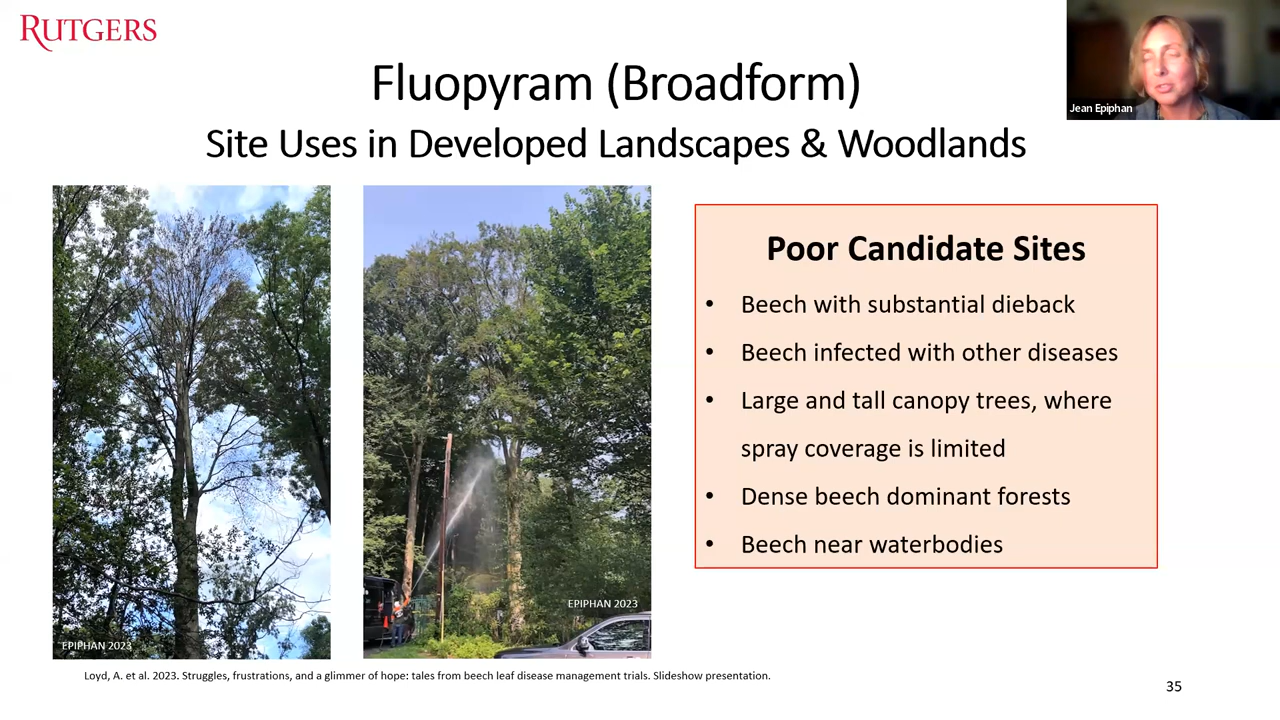 RUTGERS
Jean Epiphan
Fluopyram (Broadform)
Site Uses in Developed Landscapes & Woodlands
EPIPHAN 2023
EPIPHAN 2023
Poor Candidate Sites
• Beech with substantial dieback
• Beech infected with other diseases
• Large and tall canopy trees, where
spray coverage is limited
• Dense beech dominant forests
• Beech near waterbodies
Loyd, A. et al. 2023. Struggles, frustrations, and a glimmer of hope: tales from beech leaf disease management trials. Slideshow presentation.
35